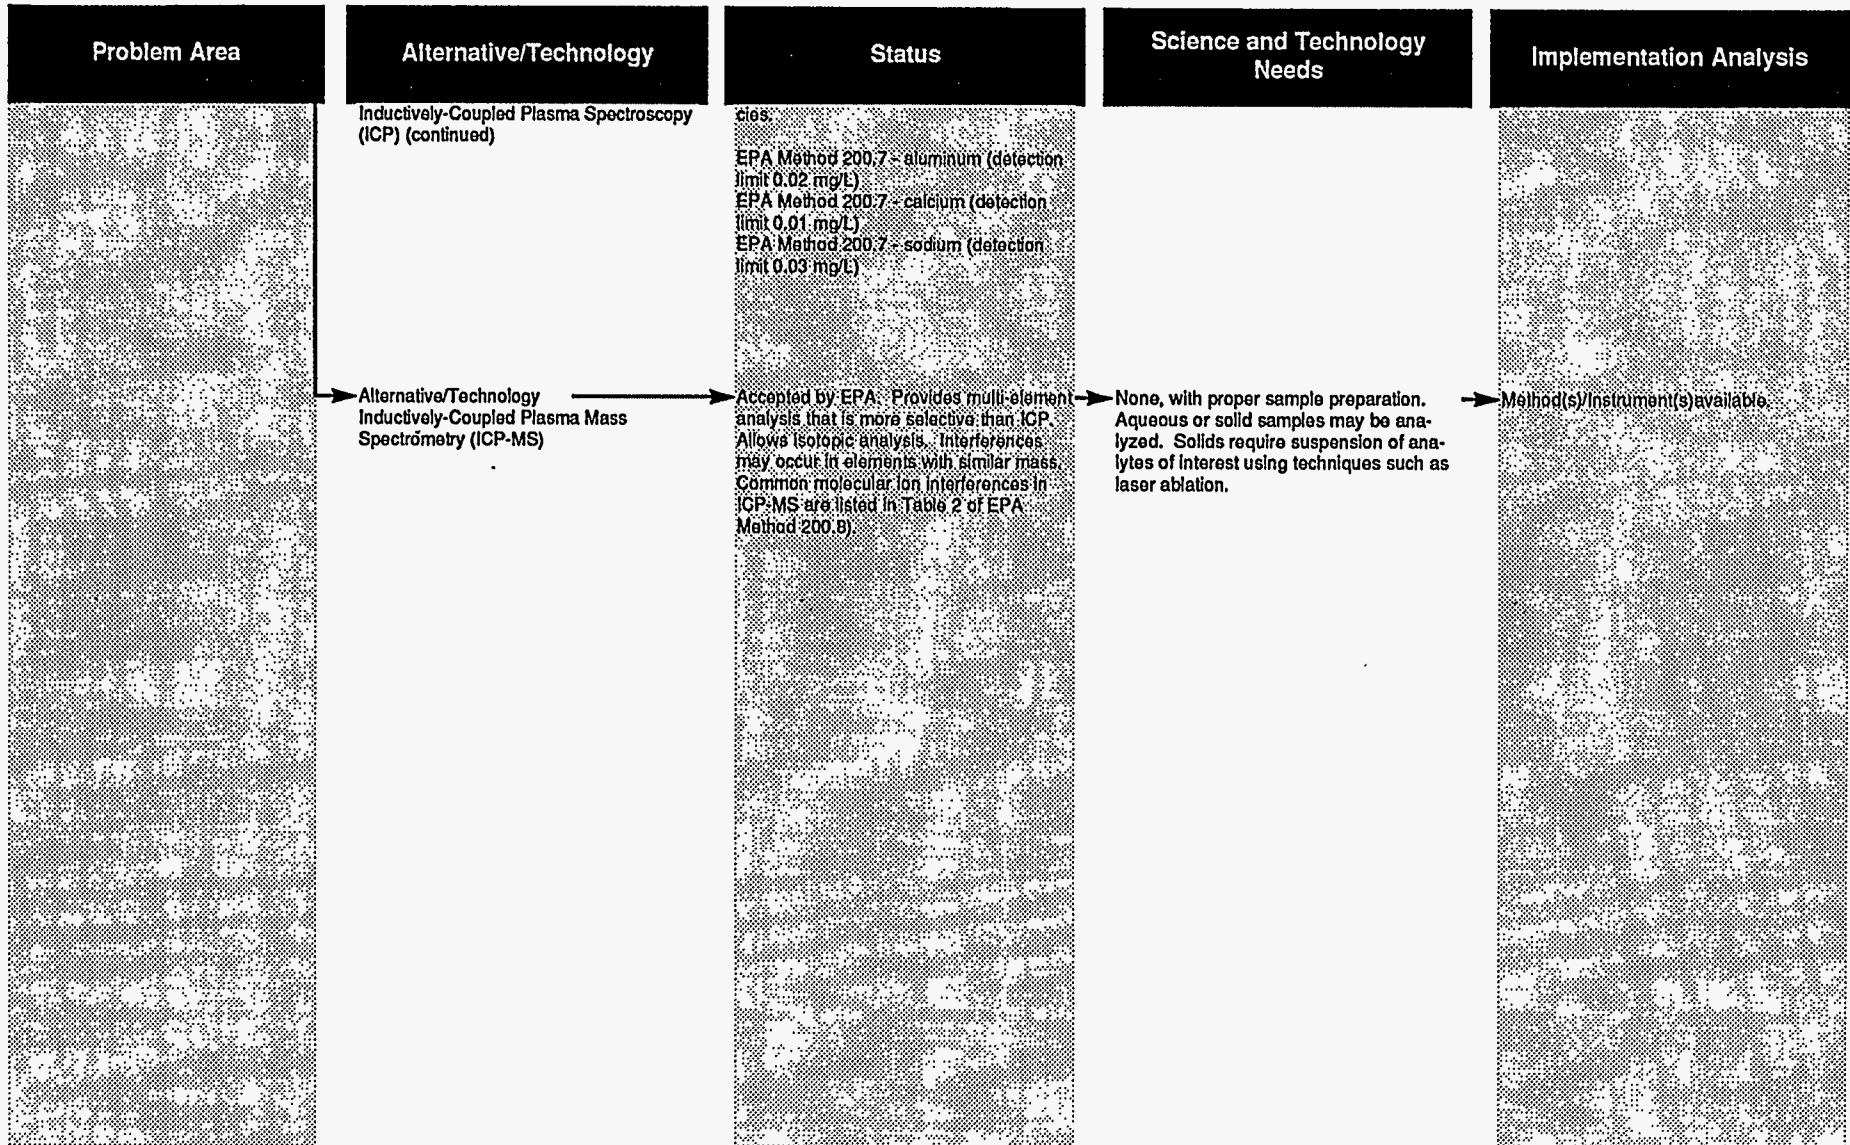 Problem Area
Alternative/Technology
Status
Science and Technology
Needs
Implementation Analysis
Inductively-Coupled Plasma Spectroscopy
(ICP) (continued)
cies.
EPA Method 200.7 - aluminum (detection
limit 0.02 mg/L)
EPA Method 200.7 - calcium (detection
limit 0.01 mg/L)
EPA Method 200.7 - sodium (detection
limit 0.03 mg/L)
Alternative/Technology
Inductively-Coupled Plasma Mass
Spectrometry (ICP-MS)
Accepted by EPA. Provides multi-element
analysis that is more selective than ICP.
Allows isotopic analysis. Interferences
may occur in elements with similar mass.
Common molecular ion interferences in
ICP-MS are listed in Table 2 of EPA
Method 200.8).
None, with proper sample preparation.
Aqueous or solid samples may be ana-
lyzed. Solids require suspension of ana-
lytes of interest using techniques such as
laser ablation.
Method(s)/Instrument(s)available.